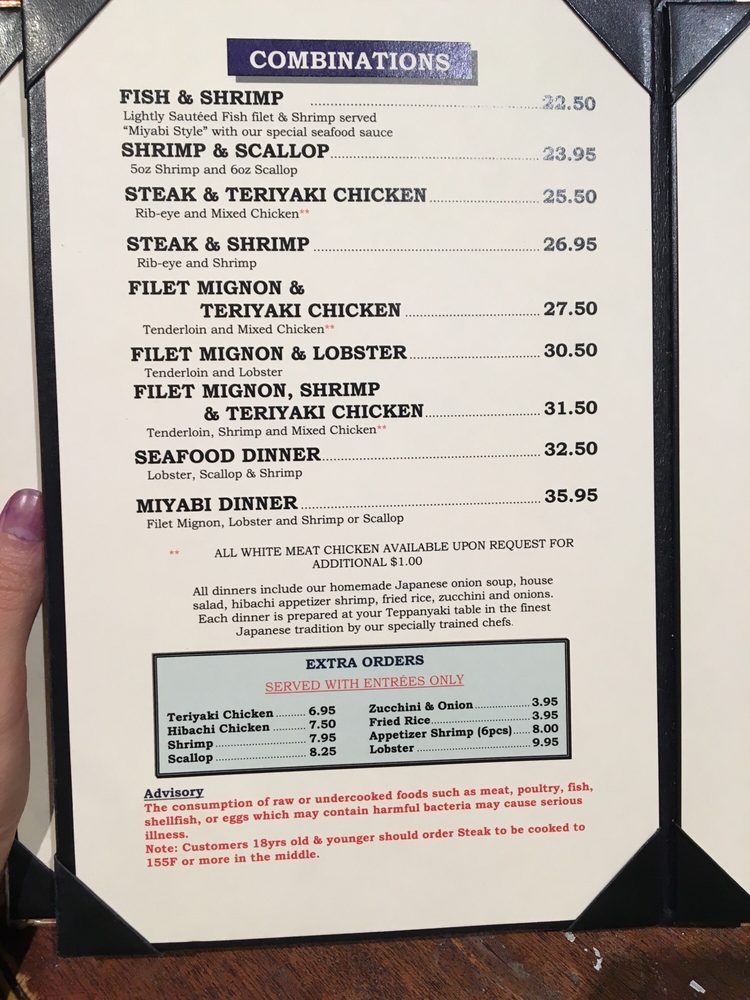 COMBINATIONS
FISH & SHRIMP ........ 22.50
Lightly Sautéed Fish filet & Shrimp served
"Miyabi Style" with our special seafood sauce
SHRIMP & SCALLOP ........ 23.95
5oz Shrimp and 6oz Scallop
STEAK & TERIYAKI CHICKEN ........ 25.50
Rib-eye and Mixed Chicken**
STEAK & SHRIMP ........ 26.95
Rib-eye and Shrimp
FILET MIGNON &
TERIYAKI CHICKEN ........ 27.50
Tenderloin and Mixed Chicken**
FILET MIGNON & LOBSTER ........ 30.50
Tenderloin and Lobster
FILET MIGNON, SHRIMP
& TERIYAKI CHICKEN ........ 31.50
Tenderloin, Shrimp and Mixed Chicken**
SEAFOOD DINNER ........ 32.50
Lobster, Scallop & Shrimp
MIYABI DINNER ........ 35.95
Filet Mignon, Lobster and Shrimp or Scallop
** ALL WHITE MEAT CHICKEN AVAILABLE UPON REQUEST FOR
ADDITIONAL $1.00
All dinners include our homemade Japanese onion soup, house
salad, hibachi appetizer shrimp, fried rice, zucchini and onions.
Each dinner is prepared at your Teppanyaki table in the finest
Japanese tradition by our specially trained chefs.
EXTRA ORDERS
SERVED WITH ENTRÉES ONLY
Teriyaki Chicken ........ 6.95
Hibachi Chicken ........ 7.50
Shrimp ........ 7.95
Scallop ........ 8.25
Zucchini & Onion ........ 3.95
Fried Rice ........ 3.95
Appetizer Shrimp (6pcs) ........ 8.00
Lobster ........ 9.95
Advisory
The consumption of raw or undercooked foods such as meat, poultry, fish,
shellfish, or eggs which may contain harmful bacteria may cause serious
illness.
Note: Customers 18yrs old & younger should order Steak to be cooked to
155F or more in the middle.